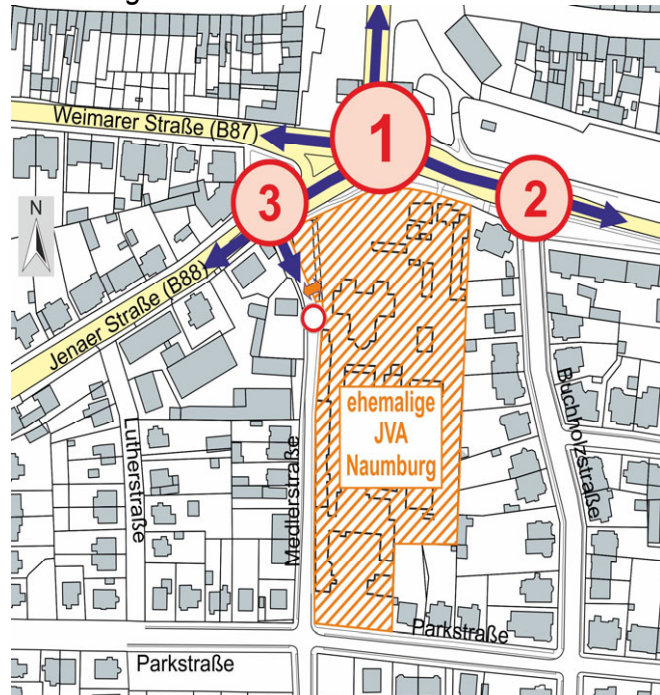 Weimarer Straße (B87)
1
2
3
N
Jenaer Straße (B88)
ehemalige
JVA
Naumburg
Lutherstraße
Medlerstraße
Buchholzstraße
Parkstraße
Parkstraße